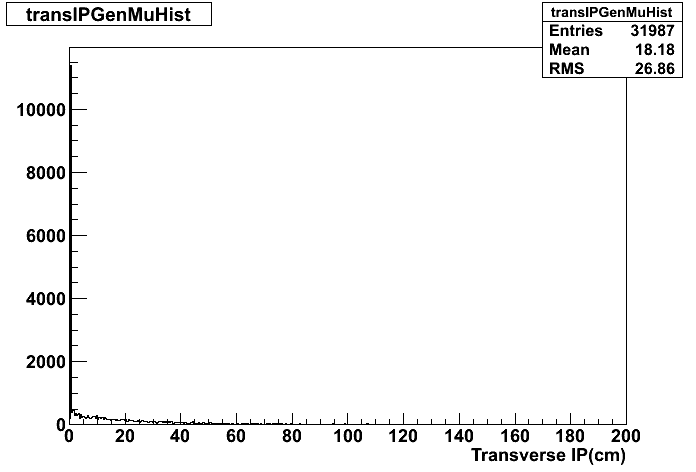 transIPGenMuHist
transIPGenMuHist
Entries 31987
Mean 18.18
RMS 26.86
10000
8000
6000
4000
2000
0
0 20 40 60 80 100 120 140 160 180 200
Transverse IP(cm)